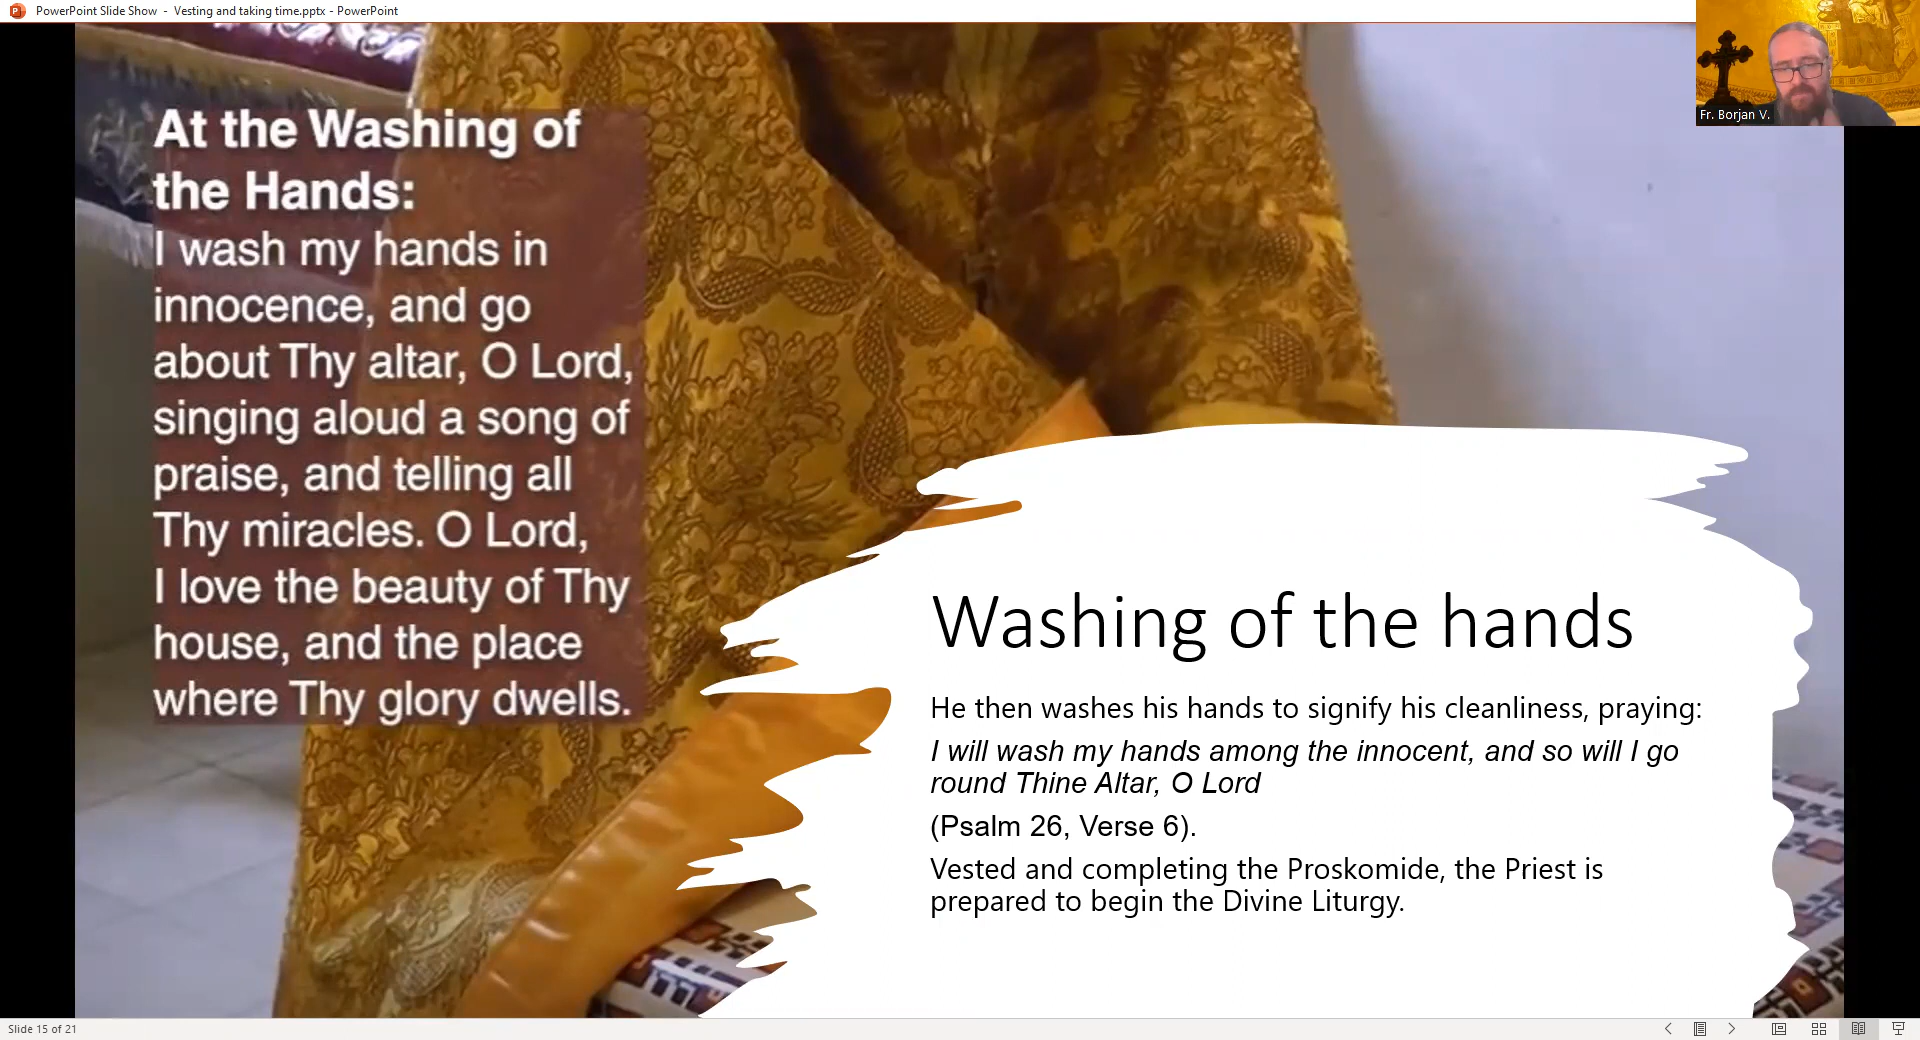 PowerPoint Slide Show - Vesting and taking time.pptx - PowerPoint
Fr. Borjan V.
At the Washing of
the Hands:
I wash my hands in
innocence, and go
about Thy altar, O Lord,
singing aloud a song of
praise, and telling all
Thy miracles. O Lord,
I love the beauty of Thy
house, and the place
where Thy glory dwells.
Washing of the hands
He then washes his hands to signify his cleanliness, praying:
I will wash my hands among the innocent, and so will I go
round Thine Altar, O Lord
(Psalm 26, Verse 6).
Vested and completing the Proskomide, the Priest is
prepared to begin the Divine Liturgy.
Slide 15 of 21